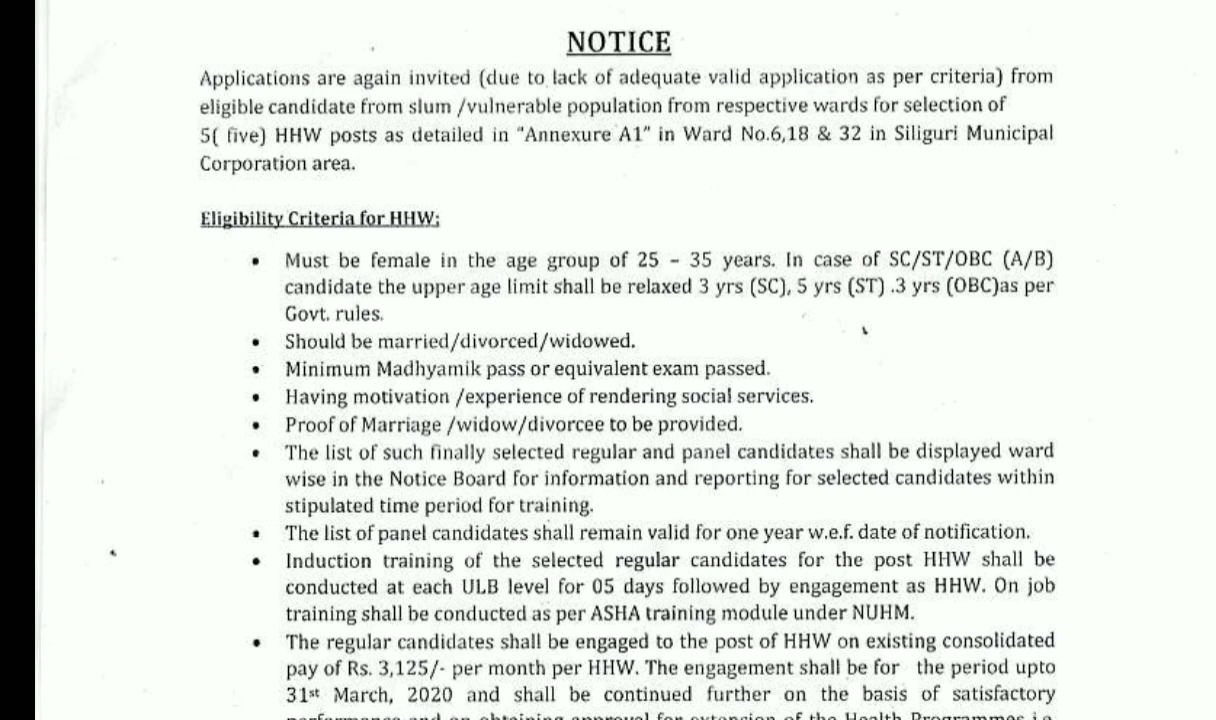 NOTICE
Applications are again invited (due to lack of adequate valid application as per criteria) from
eligible candidate from slum /vulnerable population from respective wards for selection of
5( five) HHW posts as detailed in "Annexure A1" in Ward No.6,18 & 32 in Siliguri Municipal
Corporation area.
Eligibility Criteria for HHW:
• Must be female in the age group of 25 – 35 years. In case of SC/ST/OBC (A/B)
candidate the upper age limit shall be relaxed 3 yrs (SC), 5 yrs (ST) .3 yrs (OBC)as per
Govt. rules.
• Should be married/divorced/widowed.
• Minimum Madhyamik pass or equivalent exam passed.
• Having motivation /experience of rendering social services.
• Proof of Marriage /widow/divorcee to be provided.
• The list of such finally selected regular and panel candidates shall be displayed ward
wise in the Notice Board for information and reporting for selected candidates within
stipulated time period for training.
• The list of panel candidates shall remain valid for one year w.e.f. date of notification.
• Induction training of the selected regular candidates for the post HHW shall be
conducted at each ULB level for 05 days followed by engagement as HHW. On job
training shall be conducted as per ASHA training module under NUHM.
• The regular candidates shall be engaged to the post of HHW on existing consolidated
pay of Rs. 3,125/- per month per HHW. The engagement shall be for the period upto
31st March, 2020 and shall be continued further on the basis of satisfactory
performance and on obtaining approval for extension of the Health Programmes i.e.